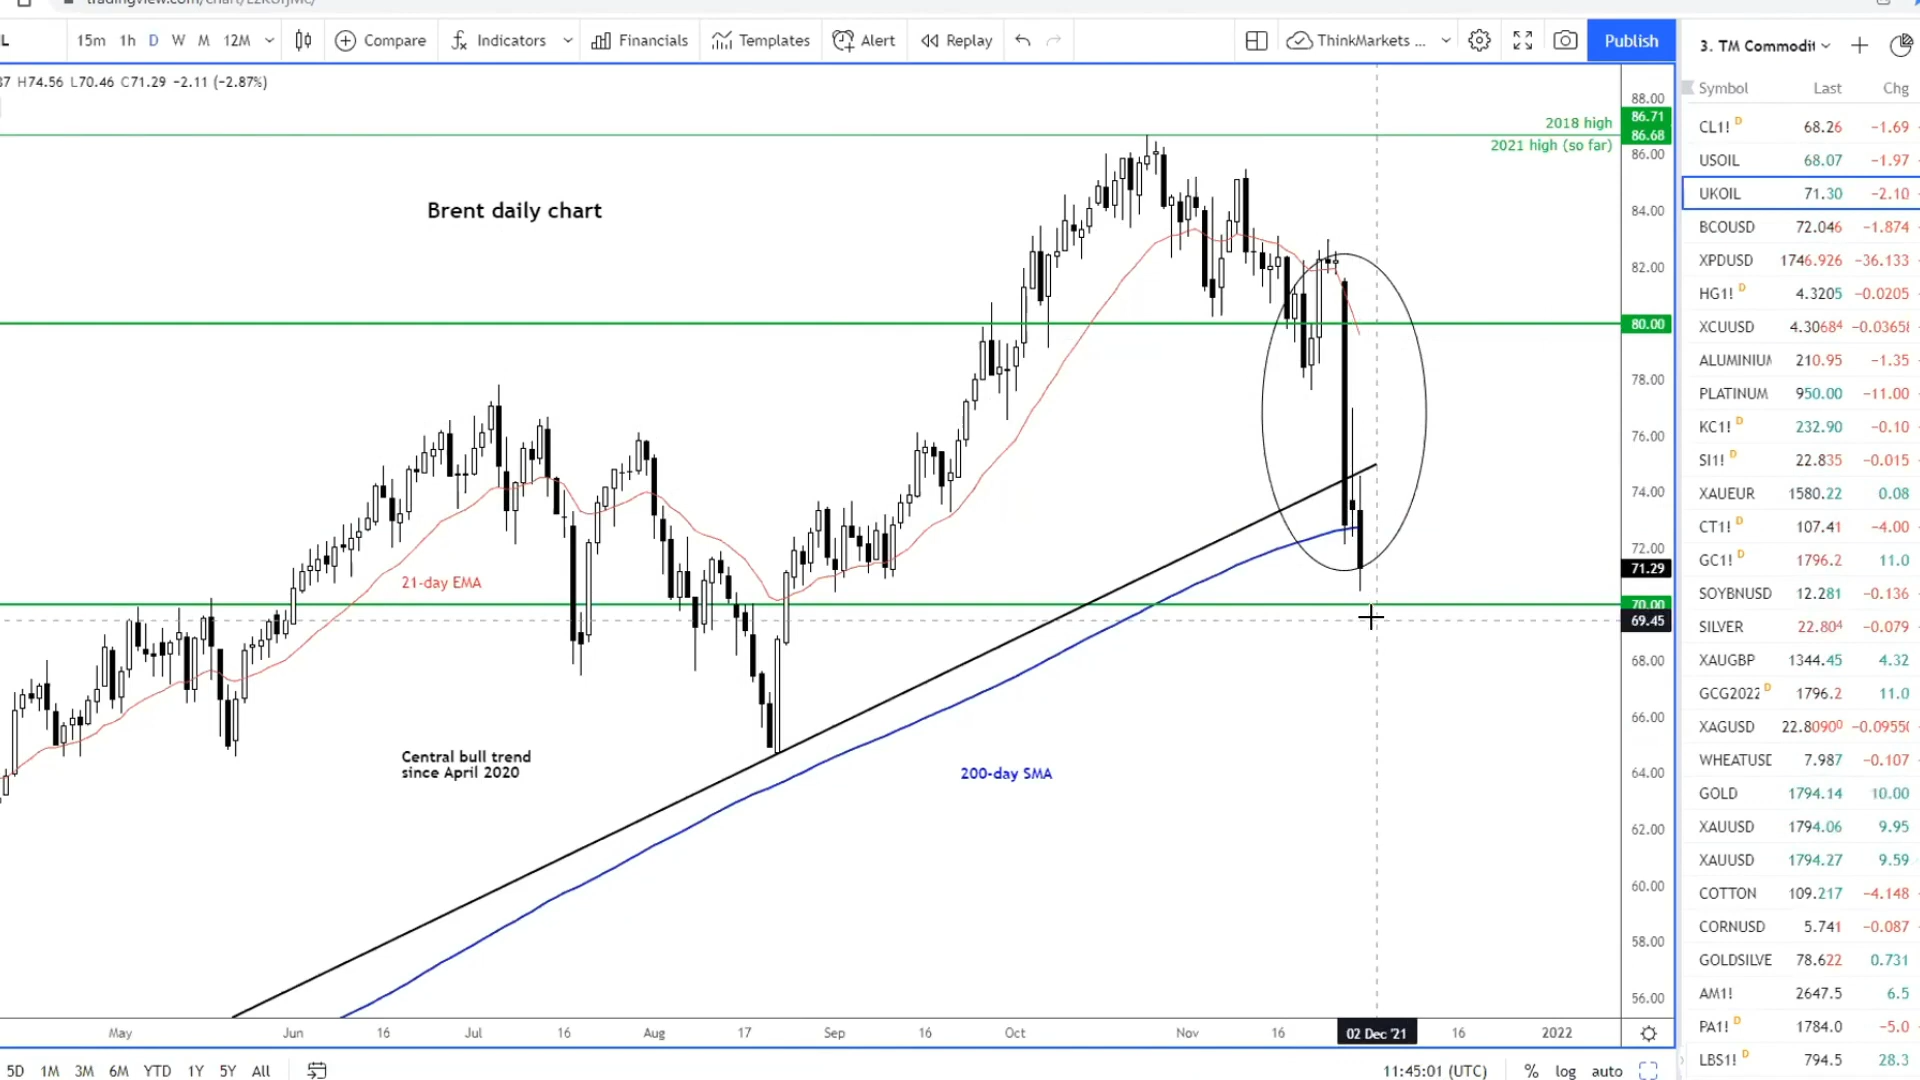 15m 1h D W M 12M Compare Indicators Financials Templates Alert Replay ThinkMarkets ... Publish
H74.56 L70.46 C71.29 −2.11 (−2.87%)
2018 high
2021 high (so far)
Brent daily chart
21-day EMA
Central bull trend
since April 2020
200-day SMA
88.00
86.71
86.68
86.00
84.00
82.00
80.00
78.00
76.00
74.00
72.00
71.29
70.00
69.45
68.00
66.00
64.00
62.00
60.00
58.00
56.00
May Jun 16 Jul 16 Aug 17 Sep 16 Oct Nov 16 02 Dec '21 16 2022
5D 1M 3M 6M YTD 1Y 5Y All 11:45:01 (UTC) % log auto
3. TM Commodit
Symbol Last Chg
CL1! D 68.26 −1.69
USOIL 68.07 −1.97
UKOIL 71.30 −2.10
BCOUSD 72.046 −1.874
XPDUSD 1746.926 −36.133
HG1! D 4.3205 −0.0205
XCUUSD 4.30684 −0.03658
ALUMINIUM 210.95 −1.35
PLATINUM 950.00 −11.00
KC1! D 232.90 −0.10
SI1! D 22.835 −0.015
XAUEUR 1580.22 0.08
CT1! D 107.41 −4.00
GC1! D 1796.2 11.0
SOYBNUSD 12.281 −0.136
SILVER 22.804 −0.079
XAUGBP 1344.45 4.32
GCG2022 D 1796.2 11.0
XAGUSD 22.8090 −0.0955
WHEATUSD 7.987 −0.107
GOLD 1794.14 10.00
XAUUSD 1794.06 9.95
XAUUSD 1794.27 9.59
COTTON 109.217 −4.148
CORNUSD 5.741 −0.087
GOLDSILVE 78.622 0.731
AM1! 2647.5 6.5
PA1! D 1784.0 −5.0
LBS1! D 794.5 28.3